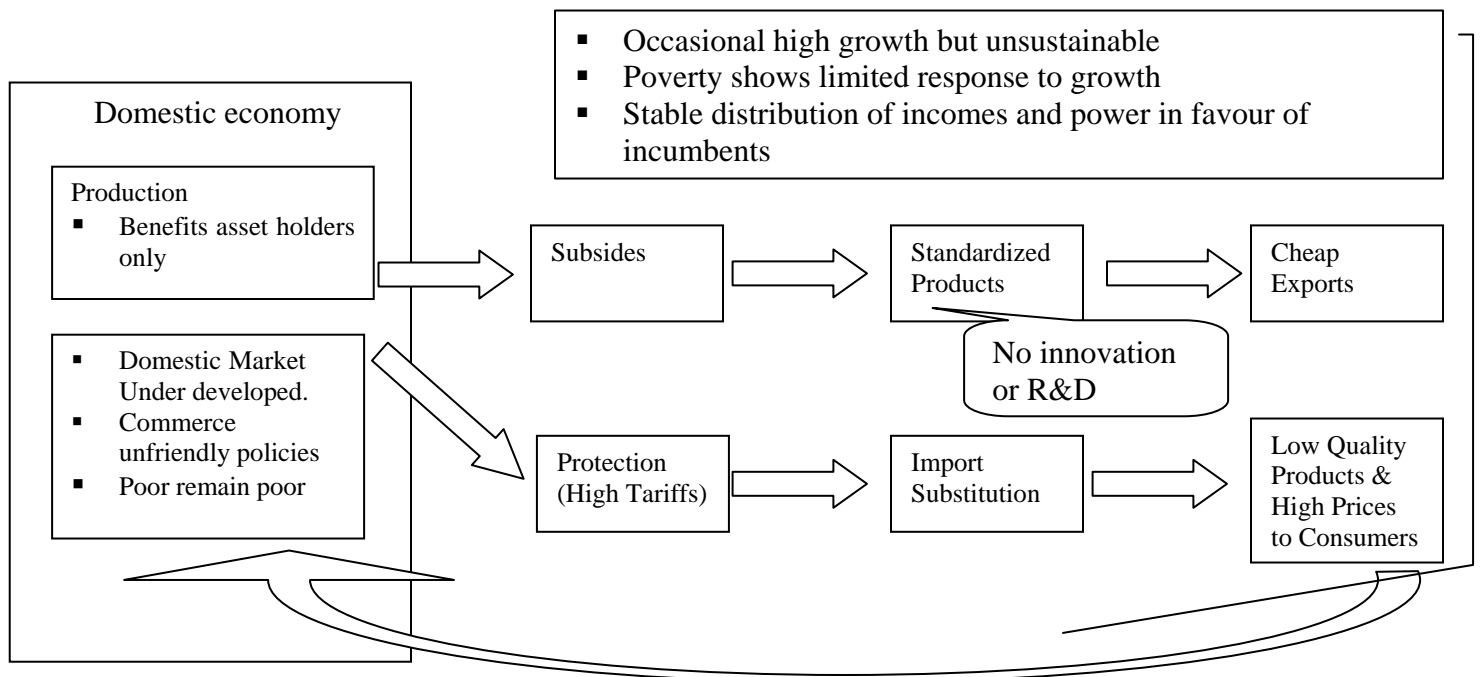 ▪ Occasional high growth but unsustainable
▪ Poverty shows limited response to growth
▪ Stable distribution of incomes and power in favour of
incumbents
Domestic economy
Production
▪ Benefits asset holders
only
Subsides
Standardized
Products
Cheap
Exports
No innovation
or R&D
▪ Domestic Market
Under developed.
▪ Commerce
unfriendly policies
▪ Poor remain poor
Protection
(High Tariffs)
Import
Substitution
Low Quality
Products &
High Prices
to Consumers